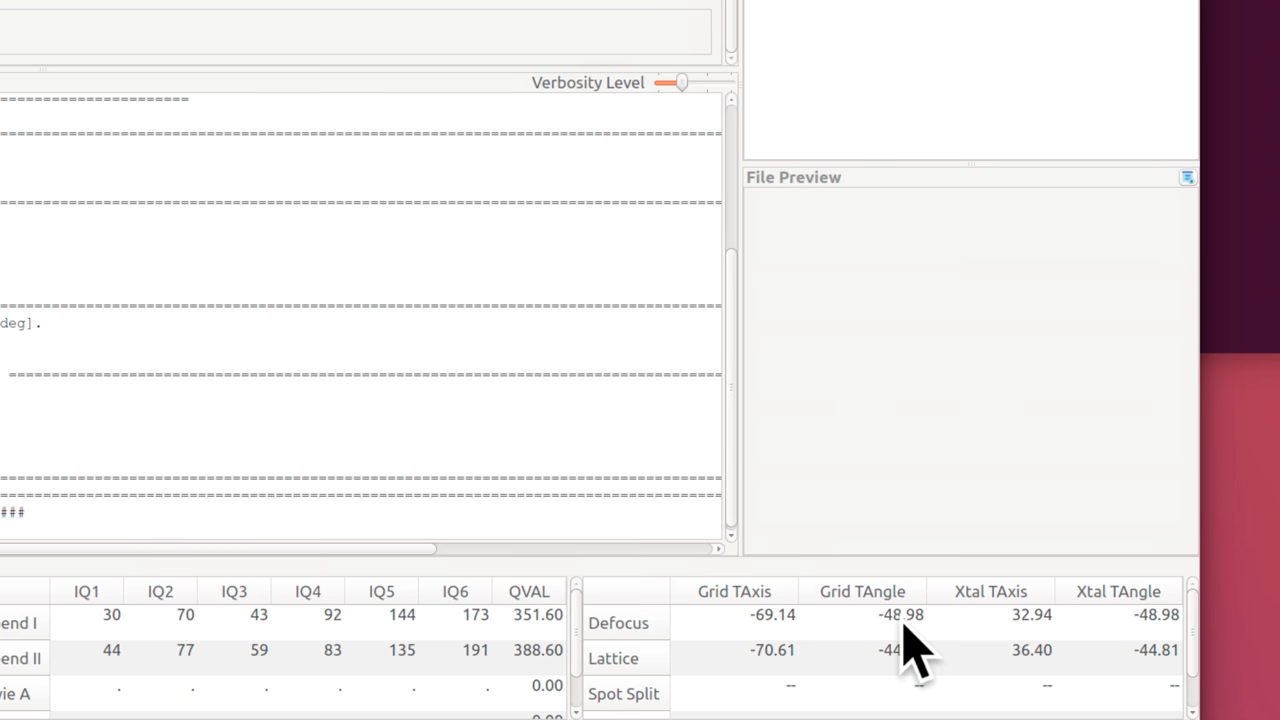 Verbosity Level
=====================
File Preview
deg].
###
IQ1 IQ2 IQ3 IQ4 IQ5 IQ6 QVAL
end I 30 70 43 92 144 173 351.60
end II 44 77 59 83 135 191 388.60
vie A . . . . . . 0.00
Grid TAxis Grid TAngle Xtal TAxis Xtal TAngle
Defocus -69.14 -48.98 32.94 -48.98
Lattice -70.61 -44 36.40 -44.81
Spot Split -- -- -- --